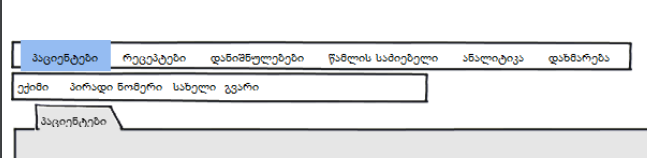 პაციენტები რეცეპტები დანიშნულებები წამლის საძიებელი ანალიტიკა დახმარება
ექიმი პირადი ნომერი სახელი გვარი
პაციენტები